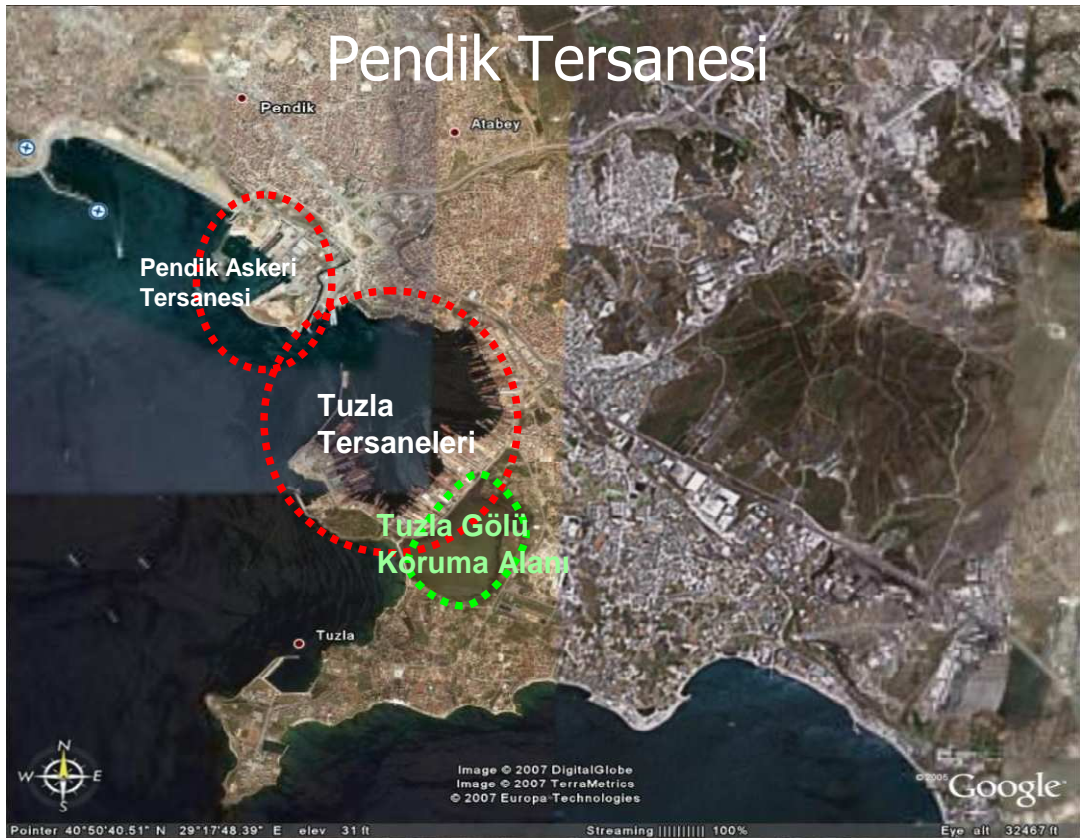 Pendik Tersanesi
Pendik
Atabey
Pendik Askeri
Tersanesi
Tuzla
Tersaneleri
Tuzla Gölü
Koruma Alanı
Tuzla
N
W E
S
Image © 2007 DigitalGlobe
Image © 2007 TerraMetrics
© 2007 Europa Technologies
© 2005 Google
Pointer 40°50'40.51" N 29°17'48.39" E elev 31 ft Streaming |||||||||| 100% Eye alt 32467 ft